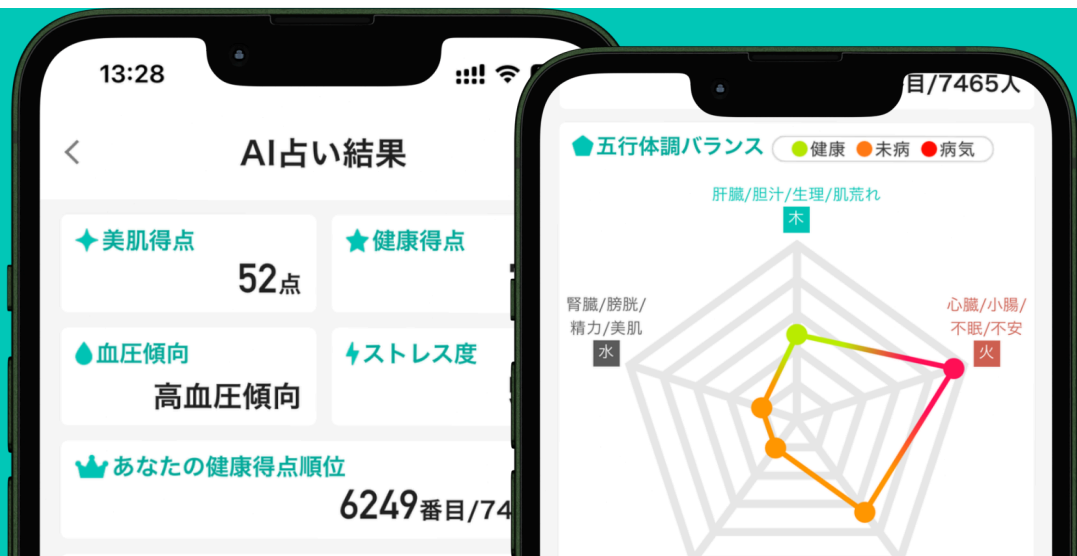 13:28
AI占い結果
美肌得点
52点
健康得点
血圧傾向
高血圧傾向
ストレス度
あなたの健康得点順位
6249番目/74
目/7465人
五行体調バランス
健康 未病 病気
肝臓/胆汁/生理/肌荒れ
木
腎臓/膀胱/
精力/美肌
水
心臓/小腸/
不眠/不安
火